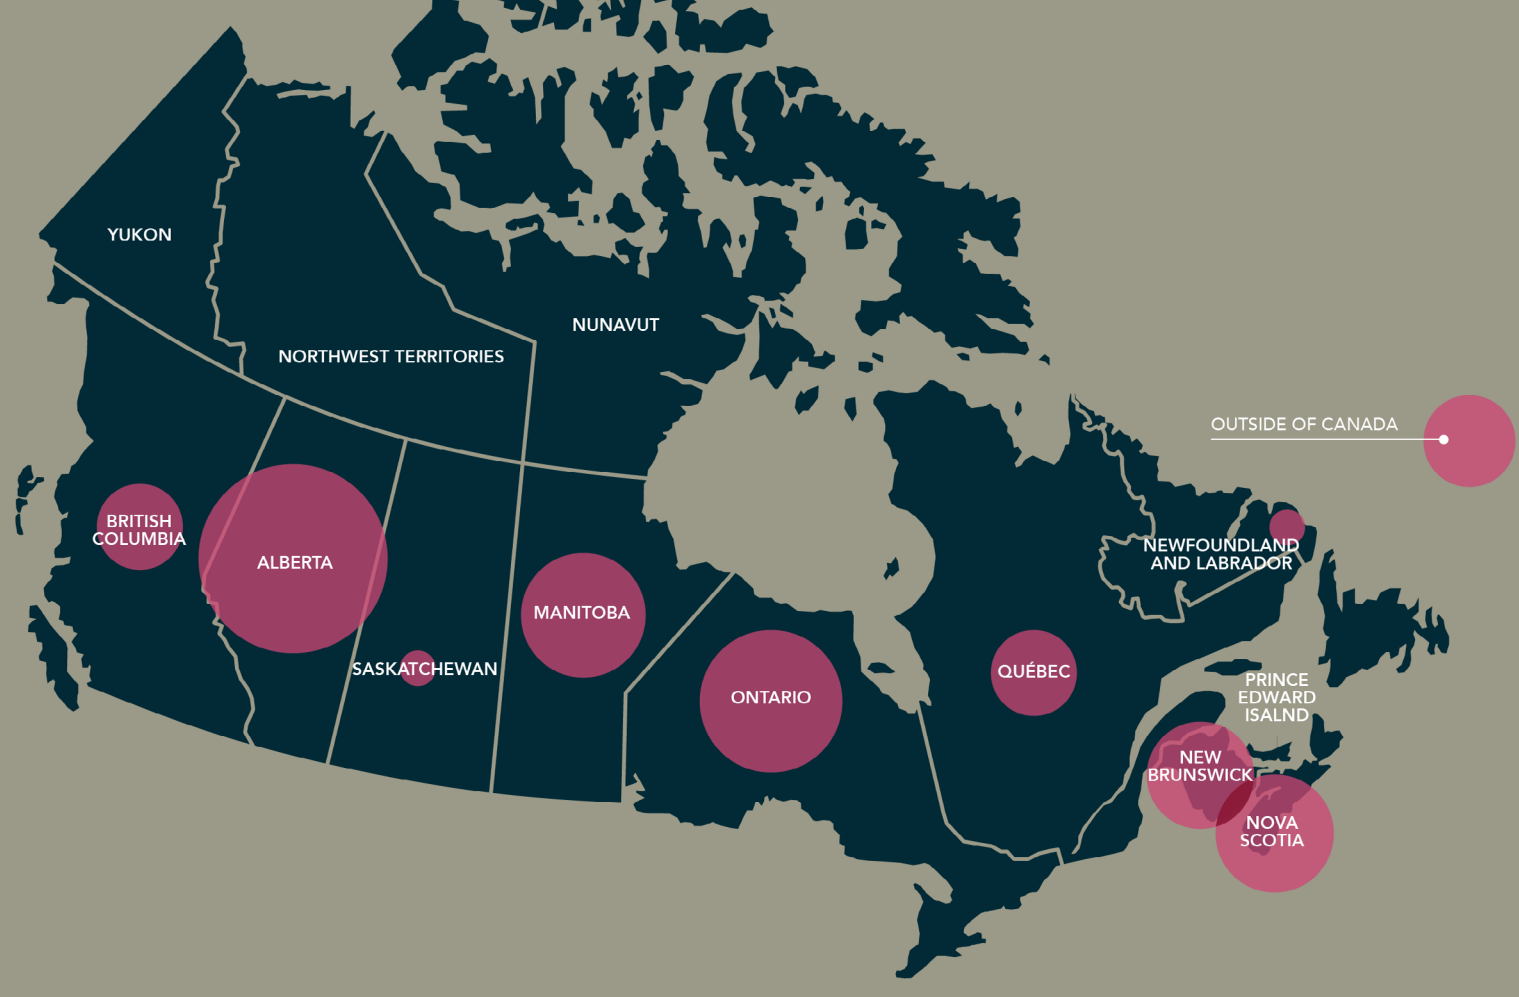 YUKON
NUNAVUT
NORTHWEST TERRITORIES
OUTSIDE OF CANADA
BRITISH
COLUMBIA
ALBERTA
NEWFOUNDLAND
AND LABRADOR
MANITOBA
SASKATCHEWAN
ONTARIO
QUÉBEC
PRINCE
EDWARD
ISALND
NEW
BRUNSWICK
NOVA
SCOTIA